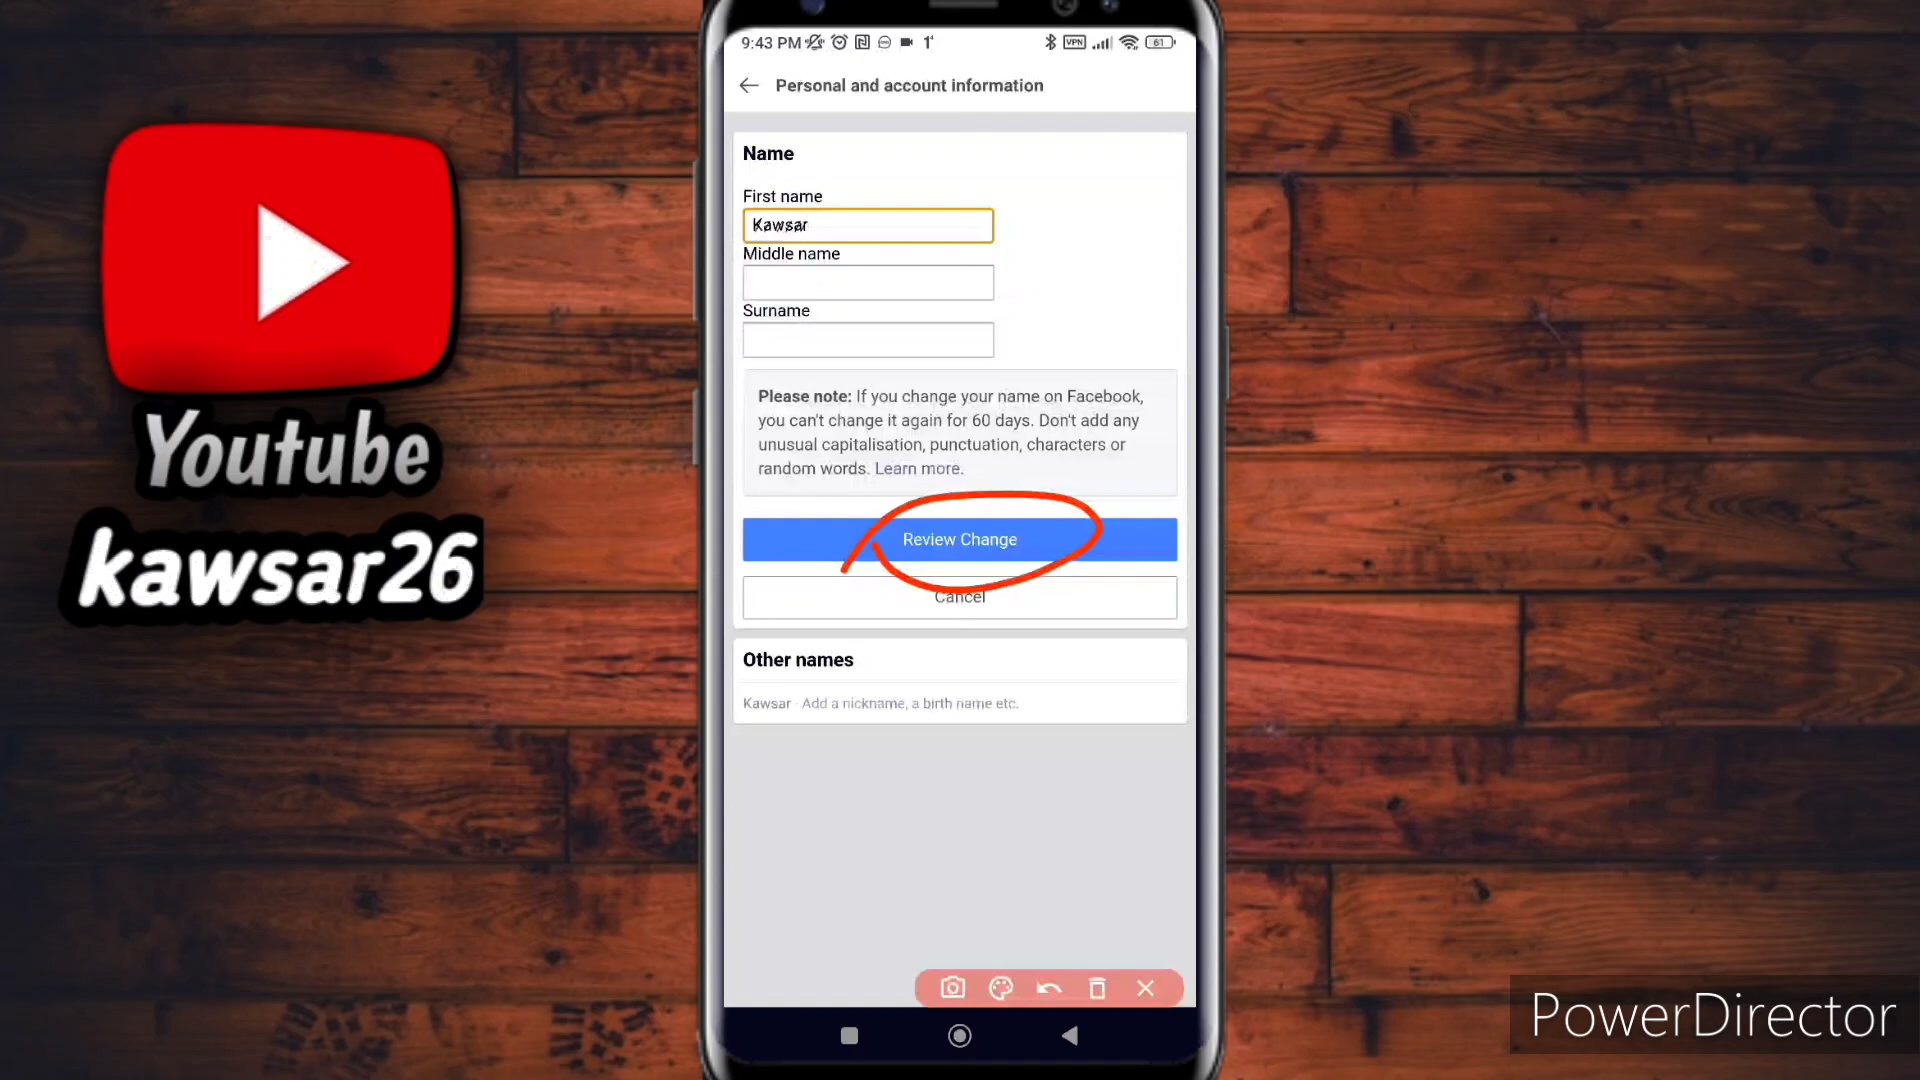 9:43 PM
VPN
61
Personal and account information
Name
First name
Kawsar
Middle name
Surname
Please note: If you change your name on Facebook,
you can't change it again for 60 days. Don't add any
unusual capitalisation, punctuation, characters or
random words. Learn more.
Review Change
Cancel
Other names
Kawsar · Add a nickname, a birth name etc.
Youtube
kawsar26
PowerDirector